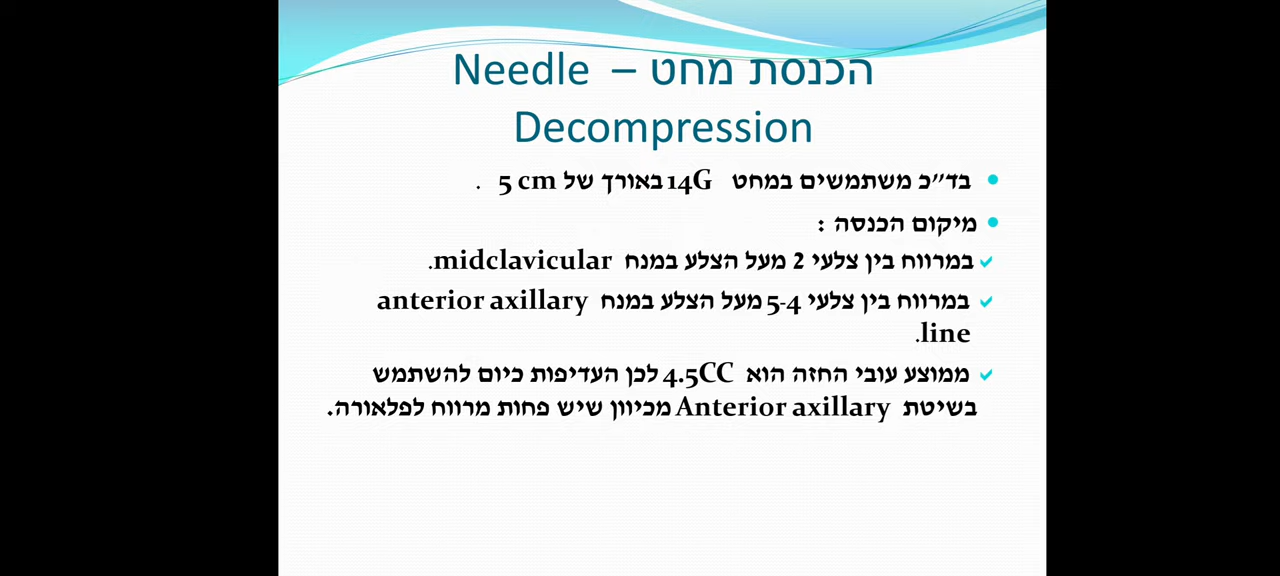 הכנסת מחט – Needle
Decompression
בד"כ משתמשים במחט 14G באורך של 5 cm .
מיקום הכנסה :
במרווח בין צלעי 2 מעל הצלע במנח midclavicular.
במרווח בין צלעי 5-4 מעל הצלע במנח anterior axillary
line.
ממוצע עובי החזה הוא 4.5CC לכן העדיפות כיום להשתמש
בשיטת Anterior axillary מכיוון שיש פחות מרווח לפלאורה.